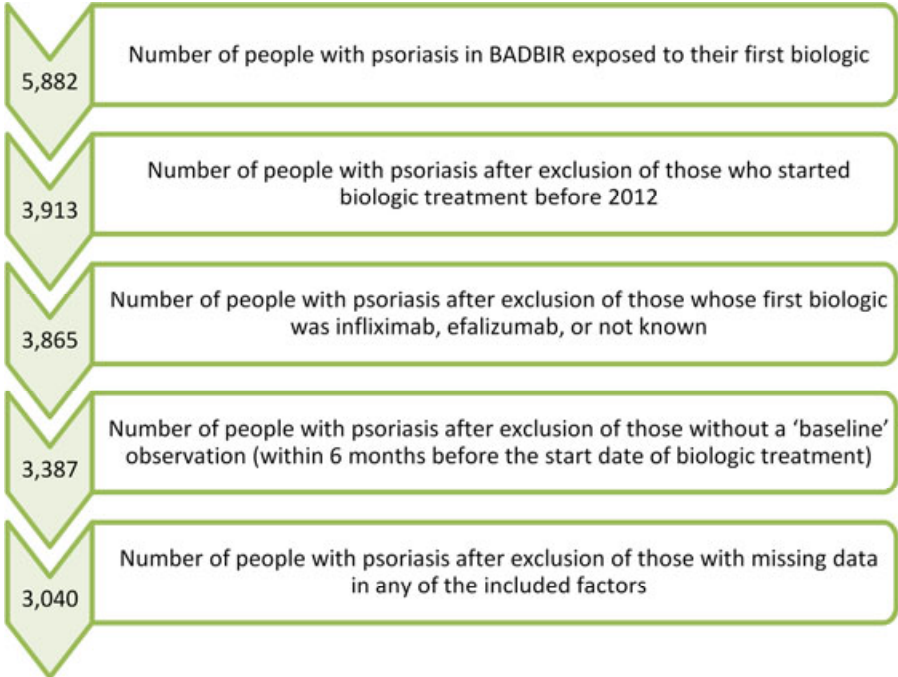 5,882
Number of people with psoriasis in BADBIR exposed to their first biologic
3,913
Number of people with psoriasis after exclusion of those who started
biologic treatment before 2012
3,865
Number of people with psoriasis after exclusion of those whose first biologic
was infliximab, efalizumab, or not known
3,387
Number of people with psoriasis after exclusion of those without a ‘baseline’
observation (within 6 months before the start date of biologic treatment)
3,040
Number of people with psoriasis after exclusion of those with missing data
in any of the included factors